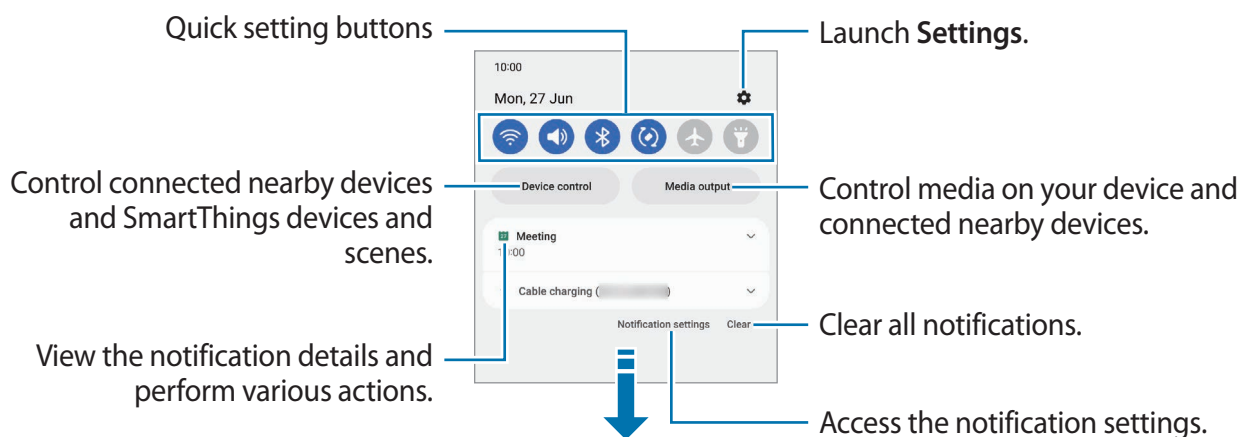 Quick setting buttons
Launch Settings.
10:00
Mon, 27 Jun
Control connected nearby devices
and SmartThings devices and
scenes.
Device control
Media output
Control media on your device and
connected nearby devices.
Meeting
10:00
Cable charging (
)
Notification settings
Clear
Clear all notifications.
View the notification details and
perform various actions.
Access the notification settings.